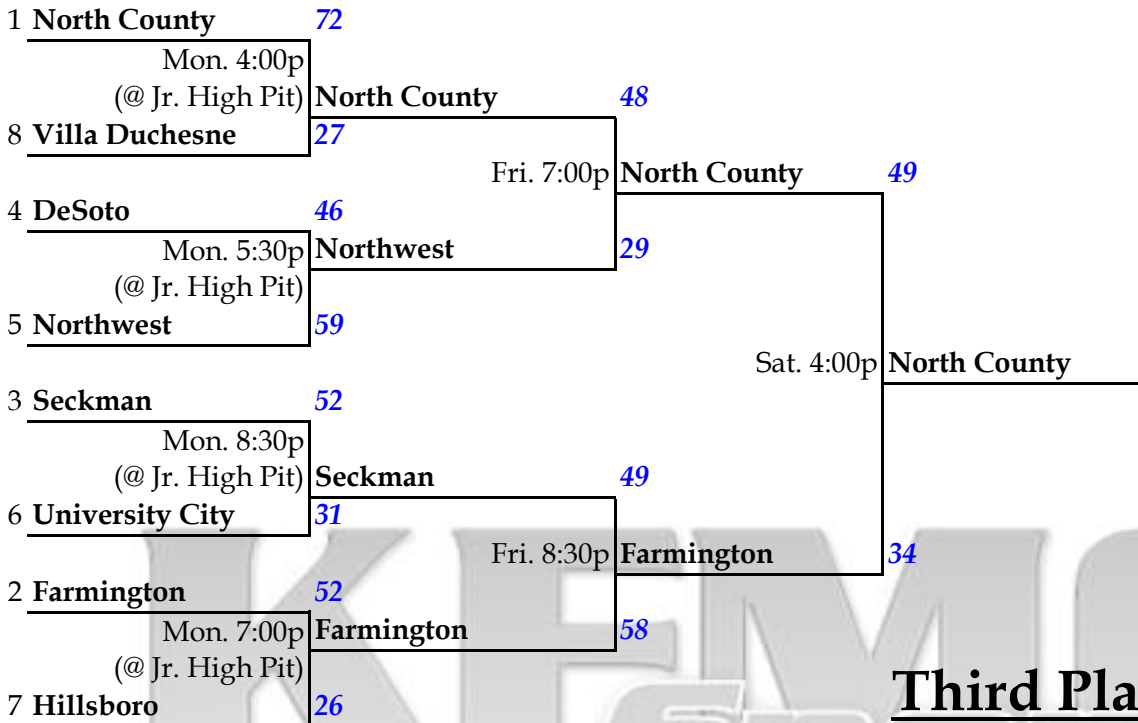 1 North County 72
Mon. 4:00p
(@ Jr. High Pit) North County 48
8 Villa Duchesne 27
Fri. 7:00p North County 49
4 DeSoto 46
Mon. 5:30p Northwest 29
(@ Jr. High Pit)
5 Northwest 59
Sat. 4:00p North County
3 Seckman 52
Mon. 8:30p
(@ Jr. High Pit) Seckman 49
6 University City 31
Fri. 8:30p Farmington 34
2 Farmington 52
Mon. 7:00p Farmington 58
(@ Jr. High Pit)
7 Hillsboro 26
Third Pla